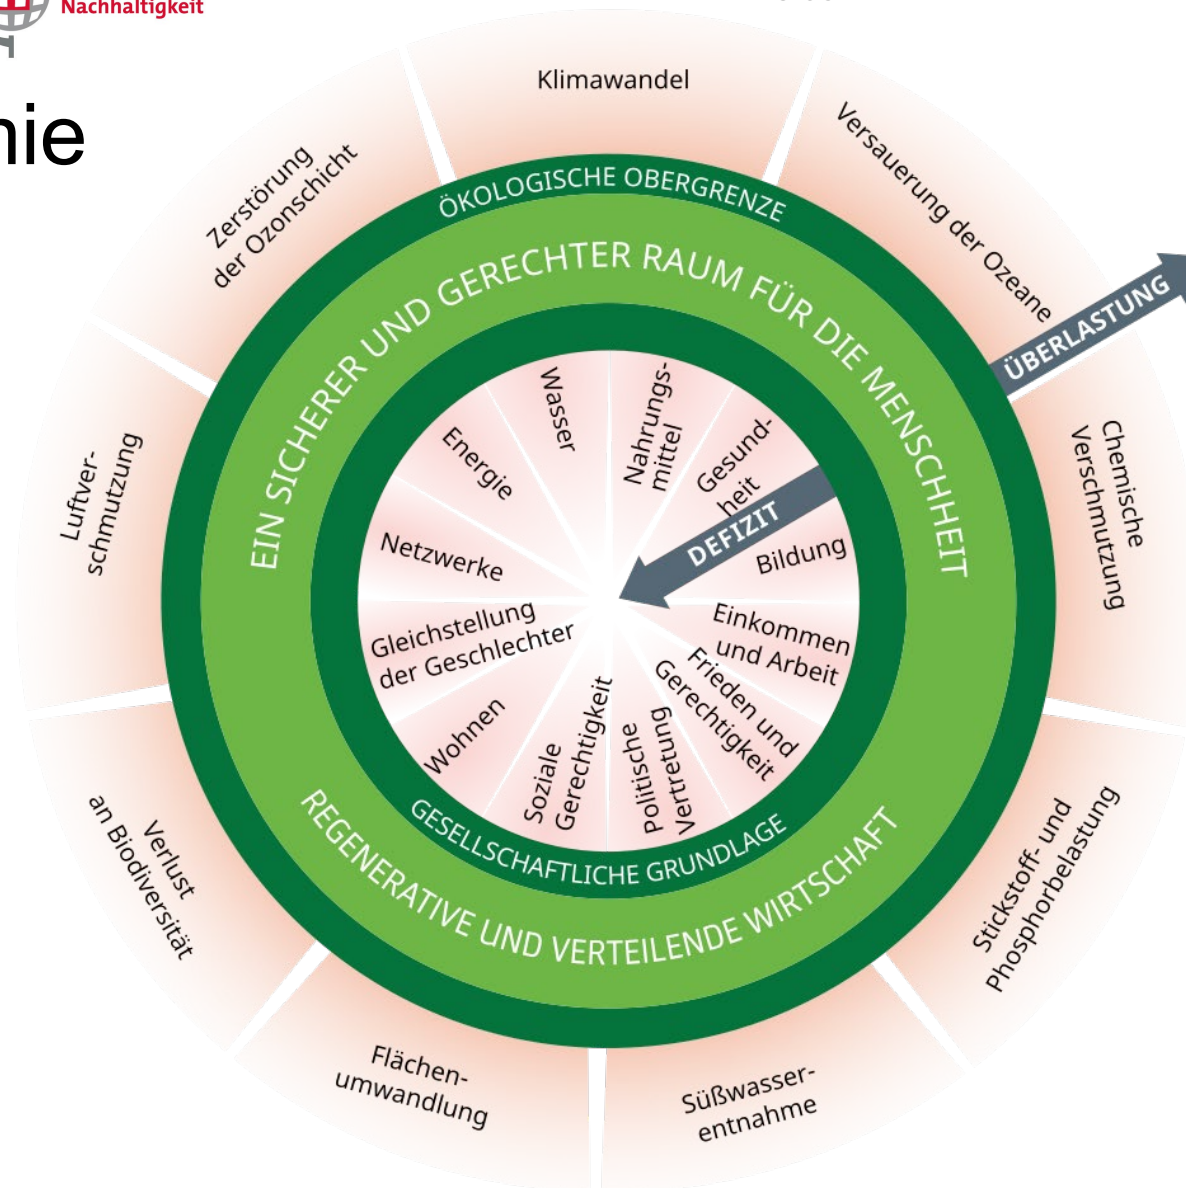 Nachhaltigkeit
nie
Klimawandel
Versauerung der Ozeane
ÜBERLASTUNG
Chemische
Verschmutzung
Stickstoff- und
Phosphorbelastung
Süßwasser-
entnahme
Flächen-
umwandlung
Verlust
an Biodiversität
Luftver-
schmutzung
Zerstörung
der Ozonschicht
ÖKOLOGISCHE OBERGRENZE
EIN SICHERER UND GERECHTER RAUM FÜR DIE MENSCHHEIT
Wasser
Nahrungs-
mittel
Gesund-
heit
DEFIZIT
Bildung
Einkommen
und Arbeit
Frieden und
Gerechtigkeit
Politische
Vertretung
Soziale
Gerechtigkeit
Wohnen
Gleichstellung
der Geschlechter
Netzwerke
Energie
GESELLSCHAFTLICHE GRUNDLAGE
REGENERATIVE UND VERTEILENDE WIRTSCHAFT